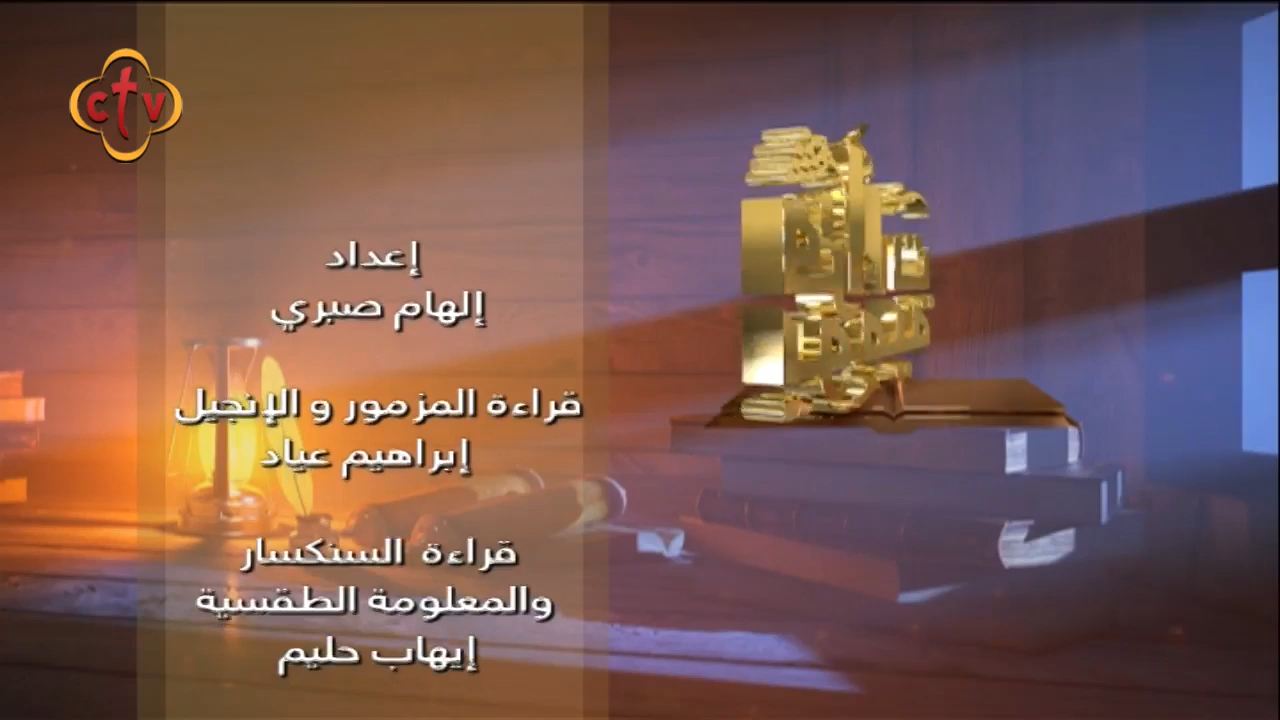 CTV
إعداد
إلهام صبري
قراءة المزمور و الإنجيل
إبراهيم عياد
قراءة السنكسار
والمعلومة الطقسية
إيهاب حليم